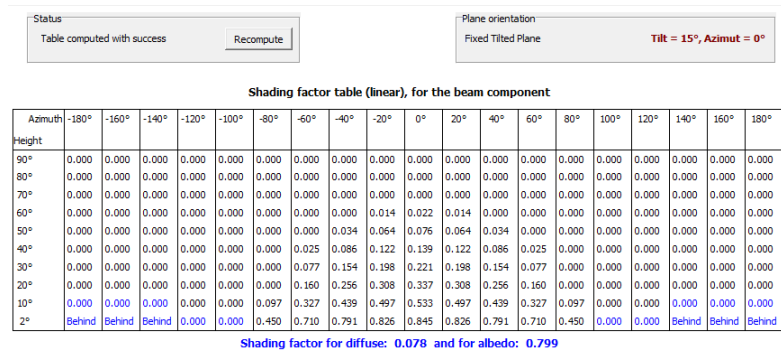 Status
Table computed with success
Recompute
Plane orientation
Fixed Tilted Plane
Tilt = 15°, Azimut = 0°
Shading factor table (linear), for the beam component
Azimuth -180° -160° -140° -120° -100° -80° -60° -40° -20° 0° 20° 40° 60° 80° 100° 120° 140° 160° 180°
Height
90° 0.000 0.000 0.000 0.000 0.000 0.000 0.000 0.000 0.000 0.000 0.000 0.000 0.000 0.000 0.000 0.000 0.000 0.000 0.000
80° 0.000 0.000 0.000 0.000 0.000 0.000 0.000 0.000 0.000 0.000 0.000 0.000 0.000 0.000 0.000 0.000 0.000 0.000 0.000
70° 0.000 0.000 0.000 0.000 0.000 0.000 0.000 0.000 0.000 0.000 0.000 0.000 0.000 0.000 0.000 0.000 0.000 0.000 0.000
60° 0.000 0.000 0.000 0.000 0.000 0.000 0.000 0.000 0.014 0.022 0.014 0.000 0.000 0.000 0.000 0.000 0.000 0.000 0.000
50° 0.000 0.000 0.000 0.000 0.000 0.000 0.000 0.034 0.064 0.076 0.064 0.034 0.000 0.000 0.000 0.000 0.000 0.000 0.000
40° 0.000 0.000 0.000 0.000 0.000 0.000 0.025 0.086 0.122 0.139 0.122 0.086 0.025 0.000 0.000 0.000 0.000 0.000 0.000
30° 0.000 0.000 0.000 0.000 0.000 0.000 0.077 0.154 0.198 0.221 0.198 0.154 0.077 0.000 0.000 0.000 0.000 0.000 0.000
20° 0.000 0.000 0.000 0.000 0.000 0.000 0.160 0.256 0.308 0.337 0.308 0.256 0.160 0.000 0.000 0.000 0.000 0.000 0.000
10° 0.000 0.000 0.000 0.000 0.000 0.097 0.327 0.439 0.497 0.533 0.497 0.439 0.327 0.097 0.000 0.000 0.000 0.000 0.000
2° Behind Behind Behind 0.000 0.000 0.450 0.710 0.791 0.826 0.845 0.826 0.791 0.710 0.450 0.000 0.000 Behind Behind Behind
Shading factor for diffuse: 0.078 and for albedo: 0.799